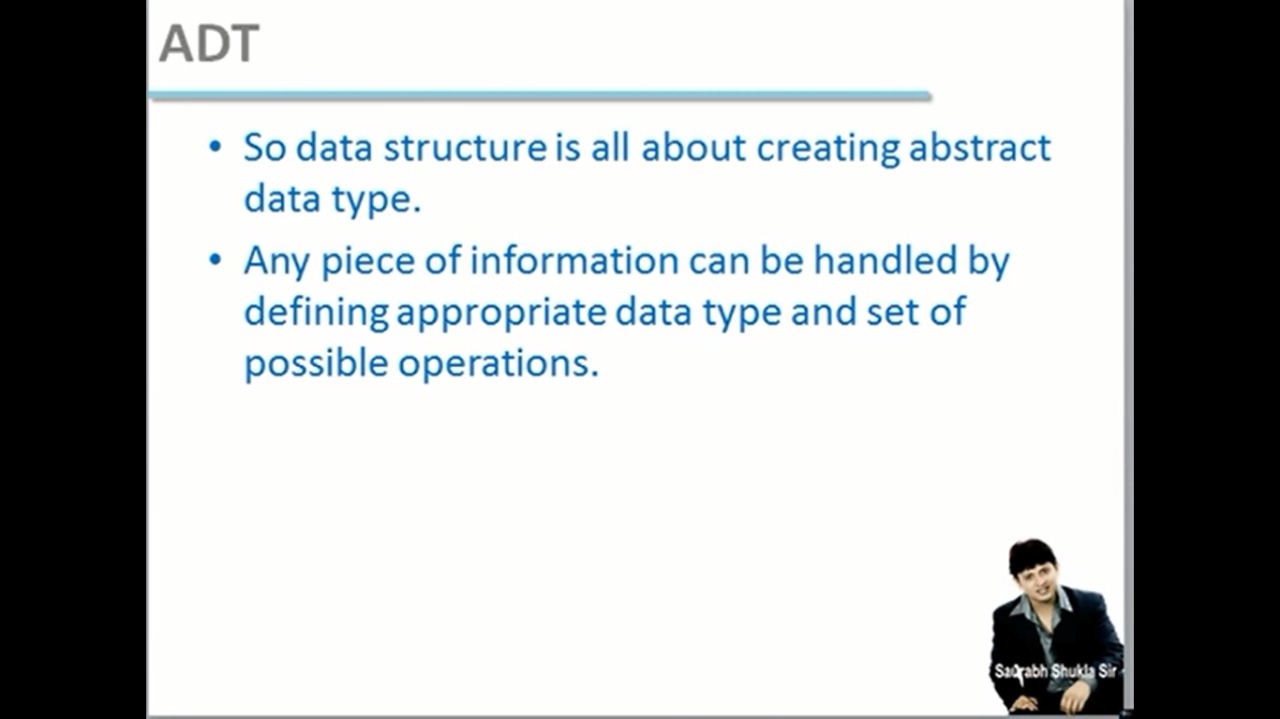 ADT
• So data structure is all about creating abstract
data type.
• Any piece of information can be handled by
defining appropriate data type and set of
possible operations.
Saurabh Shukla Sir